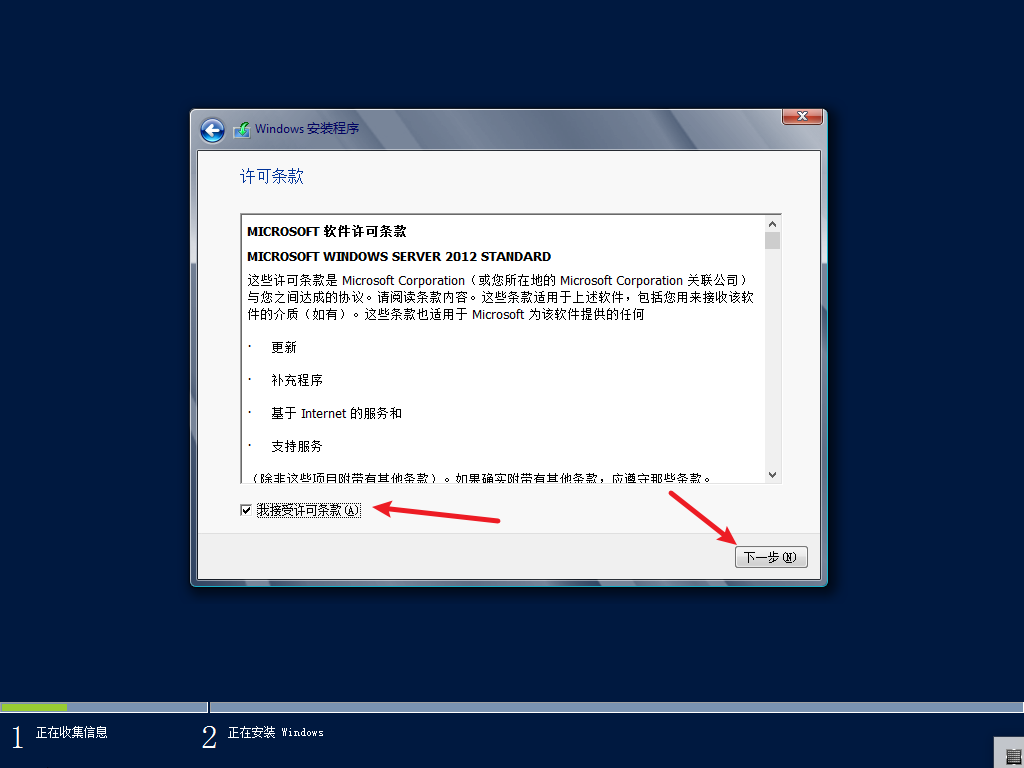 Windows 安装程序
许可条款
MICROSOFT 软件许可条款
MICROSOFT WINDOWS SERVER 2012 STANDARD
这些许可条款是 Microsoft Corporation（或您所在地的 Microsoft Corporation 关联公司）
与您之间达成的协议。请阅读条款内容。这些条款适用于上述软件，包括您用来接收该软
件的介质（如有）。这些条款也适用于 Microsoft 为该软件提供的任何
· 更新
· 补充程序
· 基于 Internet 的服务和
· 支持服务
（除非这些项目附带有其他条款）。如果确实附带有其他条款，应遵守那些条款。
我接受许可条款(A)
下一步(N)
1 正在收集信息
2 正在安装 Windows